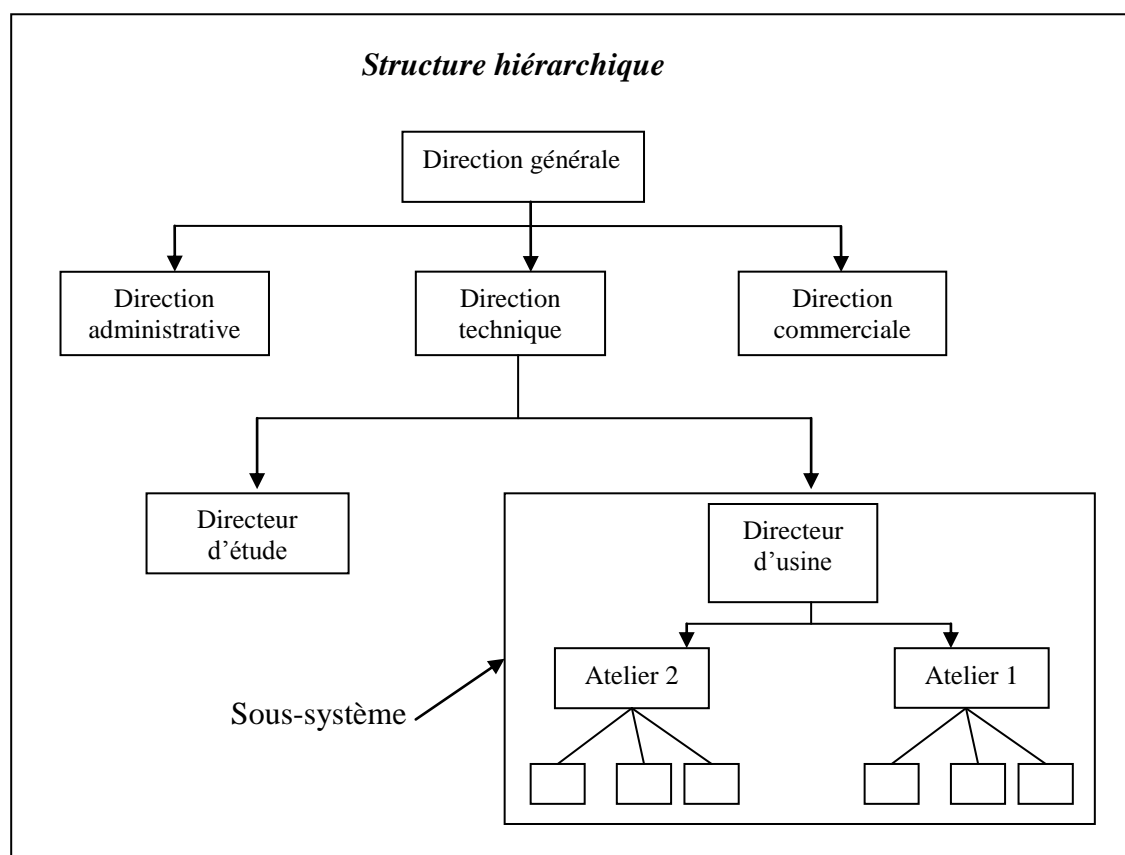 Structure hiérarchique
Direction générale
Direction
administrative
Direction
technique
Direction
commerciale
Directeur
d’étude
Directeur
d’usine
Atelier 2
Atelier 1
Sous-système